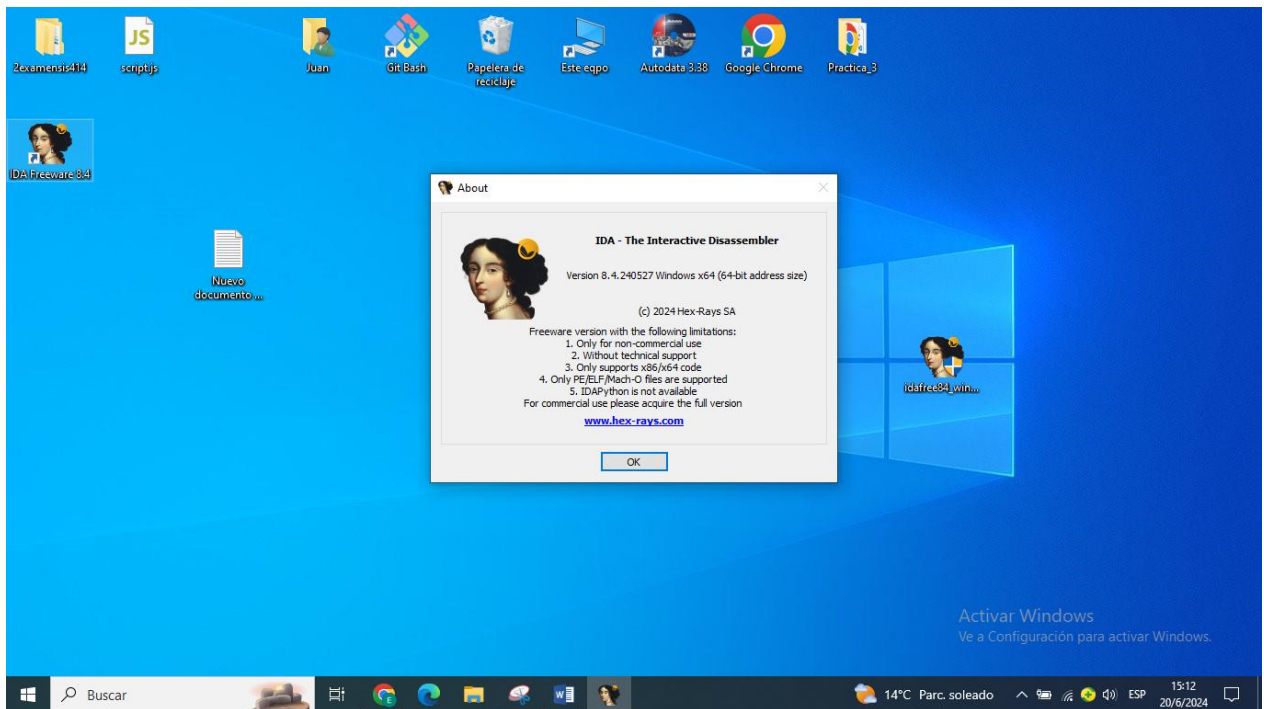 JS
2examensis414
scriptjs
Juan
Git Bash
Papelera de
reciclaje
Este eqpo
Autodata 3.38
Google Chrome
Practica_3
IDA Freeware 8.4
Nuevo
documento ...
About
IDA - The Interactive Disassembler
Version 8.4.240527 Windows x64 (64-bit address size)
(c) 2024 Hex-Rays SA
Freeware version with the following limitations:
1. Only for non-commercial use
2. Without technical support
3. Only supports x86/x64 code
4. Only PE/ELF/Mach-O files are supported
5. IDAPython is not available
For commercial use please acquire the full version
www.hex-rays.com
OK
idafree84_win...
Activar Windows
Ve a Configuración para activar Windows.
Buscar
14°C Parc. soleado
ESP
15:12
20/6/2024